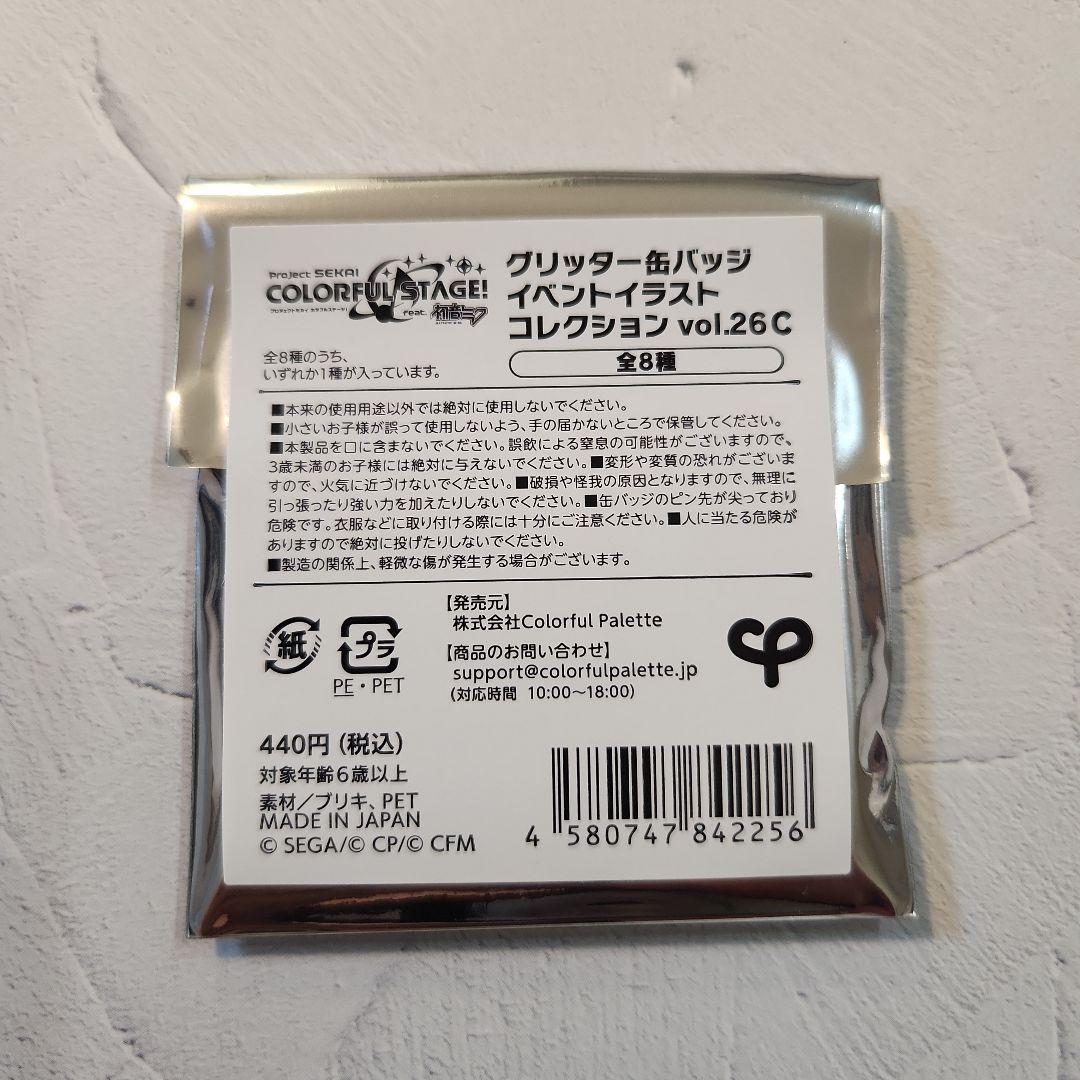 Project SEKAI
COLORFUL STAGE!
プロジェクトセカイ カラフルステージ!
feat. 初音ミク
グリッター缶バッジ
イベントイラスト
コレクション vol.26 C
全8種
全8種のうち、
いずれか1種が入っています。
■本来の使用用途以外では絶対に使用しないでください。
■小さいお子様が誤って使用しないよう、手の届かないところで保管してください。
■本製品を口に含まないでください。誤飲による窒息の可能性がございますので、
3歳未満のお子様には絶対に与えないでください。■変形や変質の恐れがございま
すので、火気に近づけないでください。■破損や怪我の原因となりますので、無理に
引っ張ったり強い力を加えたりしないでください。■缶バッジのピン先が尖っており
危険です。衣服などに取り付ける際には十分にご注意ください。■人に当たる危険が
ありますので絶対に投げたりしないでください。
■製造の関係上、軽微な傷が発生する場合がございます。
紙
プラ
PE・PET
【発売元】
株式会社Colorful Palette
【商品のお問い合わせ】
support@colorfulpalette.jp
(対応時間 10:00～18:00)
440円(税込)
対象年齢6歳以上
素材／ブリキ、PET
MADE IN JAPAN
© SEGA/© CP/© CFM
4 580747 842256